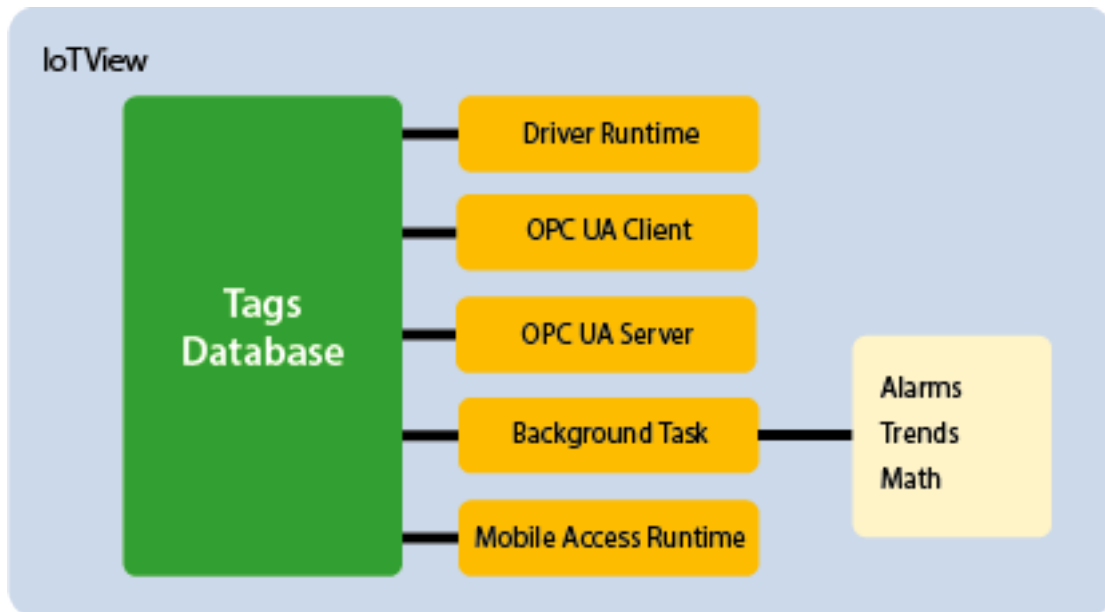 IoTView
Tags
Database
Driver Runtime
OPC UA Client
OPC UA Server
Background Task
Mobile Access Runtime
Alarms
Trends
Math